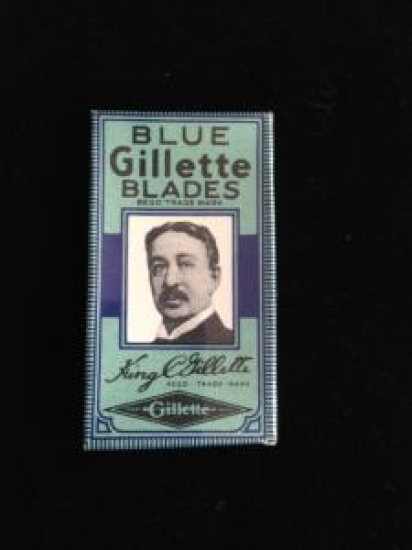 BLUE
Gillette
BLADES
REGD TRADE MARK
King C Gillette
REGD TRADE MARK
Gillette